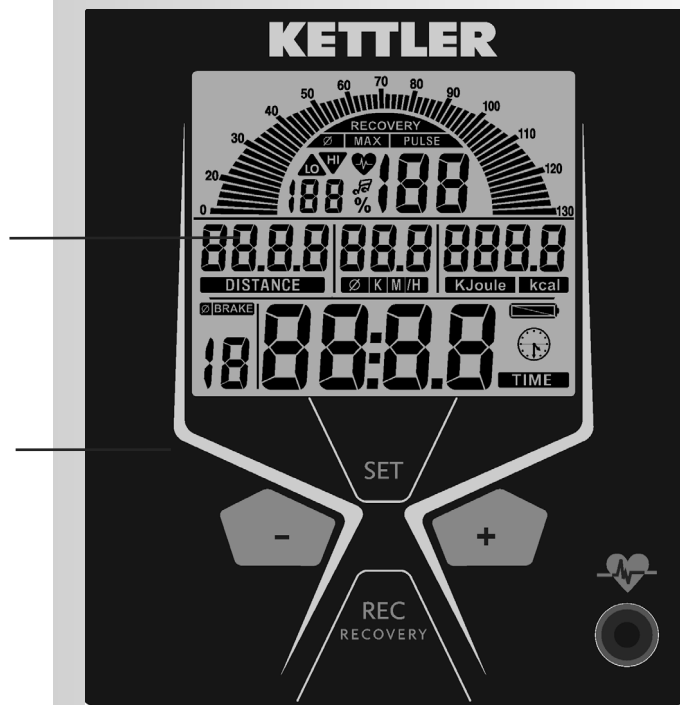 KETTLER
0 20 30 40 50 60 70 80 90 100 110 120 130
RECOVERY
Ø MAX PULSE
LO HI
188 % 188
88.8.8 88.8 888.8
DISTANCE Ø K M /H KJoule kcal
Ø BRAKE
18 88:8.8
TIME
SET
- +
REC
RECOVERY